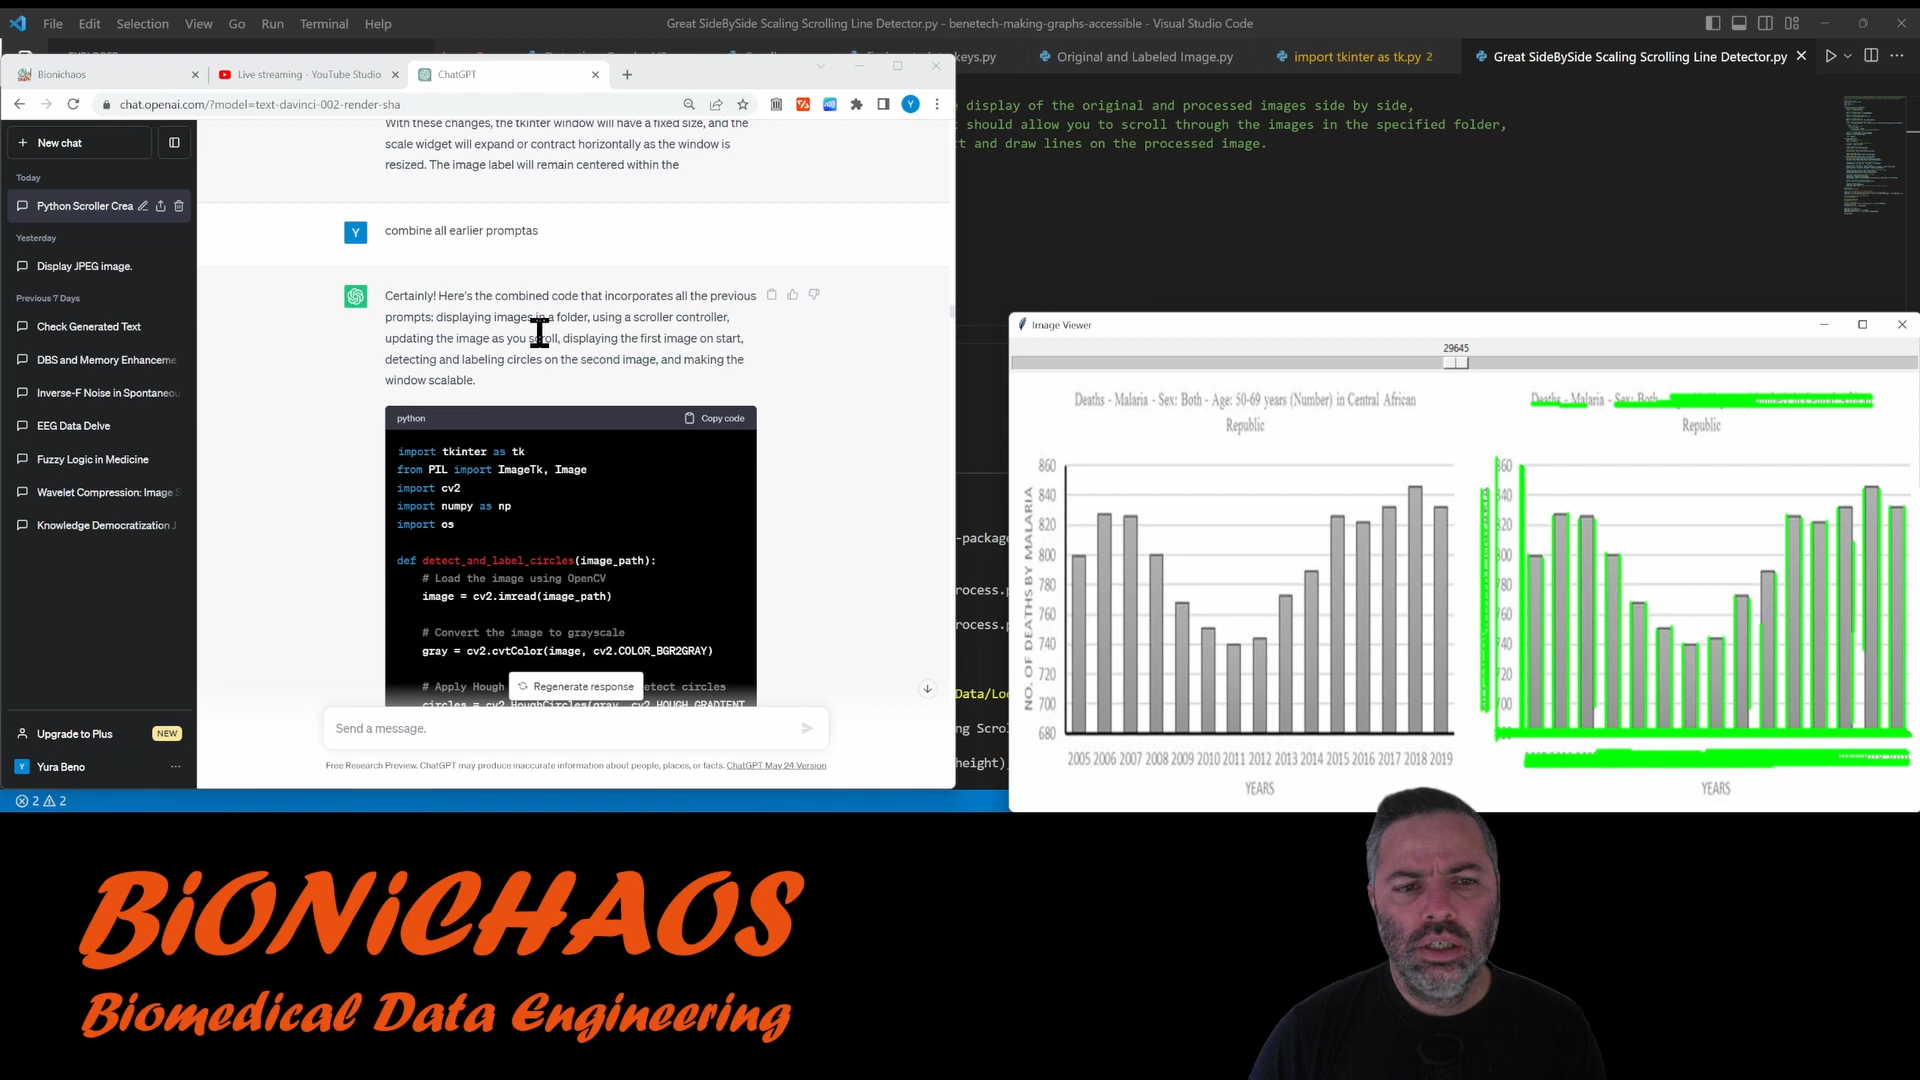 File Edit Selection View Go Run Terminal Help
Great SideBySide Scaling Scrolling Line Detector.py - benetech-making-graphs-accessible - Visual Studio Code
keys.py
Original and Labeled Image.py
import tkinter as tk.py 2
Great SideBySide Scaling Scrolling Line Detector.py
Bionichaos
Live streaming - YouTube Studio
ChatGPT
chat.openai.com/?model=text-davinci-002-render-sha
Y
e display of the original and processed images side by side,
t should allow you to scroll through the images in the specified folder,
ct and draw lines on the processed image.
New chat
Today
Python Scroller Crea
Yesterday
Display JPEG image.
Previous 7 Days
Check Generated Text
DBS and Memory Enhanceme
Inverse-F Noise in Spontaneou
EEG Data Delve
Fuzzy Logic in Medicine
Wavelet Compression: Image S
Knowledge Democratization
Upgrade to Plus NEW
Y Yura Beno
With these changes, the tkinter window will have a fixed size, and the
scale widget will expand or contract horizontally as the window is
resized. The image label will remain centered within the
Y
combine all earlier promptas
Certainly! Here's the combined code that incorporates all the previous
prompts: displaying images in a folder, using a scroller controller,
updating the image as you scroll, displaying the first image on start,
detecting and labeling circles on the second image, and making the
window scalable.
python
Copy code
import tkinter as tk
from PIL import ImageTk, Image
import cv2
import numpy as np
import os
def detect_and_label_circles(image_path):
# Load the image using OpenCV
image = cv2.imread(image_path)
# Convert the image to grayscale
gray = cv2.cvtColor(image, cv2.COLOR_BGR2GRAY)
# Apply Hough
etect circles
circles = cv2.HoughCircles(gray, cv2.HOUGH_GRADIENT
Regenerate response
Send a message.
Free Research Preview. ChatGPT may produce inaccurate information about people, places, or facts. ChatGPT May 24 Version
-packag
rocess.p
rocess.p
Data/Loc
ng Scrol
height)
2 2
Image Viewer
29645
Deaths - Malaria - Sex: Both - Age: 50-69 years (Number) in Central African
Republic
NO. OF DEATHS BY MALARIA
860
840
820
800
780
760
740
720
700
680
2005 2006 2007 2008 2009 2010 2011 2012 2013 2014 2015 2016 2017 2018 2019
YEARS
Deaths - Malaria - Sex: Both
Republic
YEARS
BiONiCHAOS
Biomedical Data Engineering